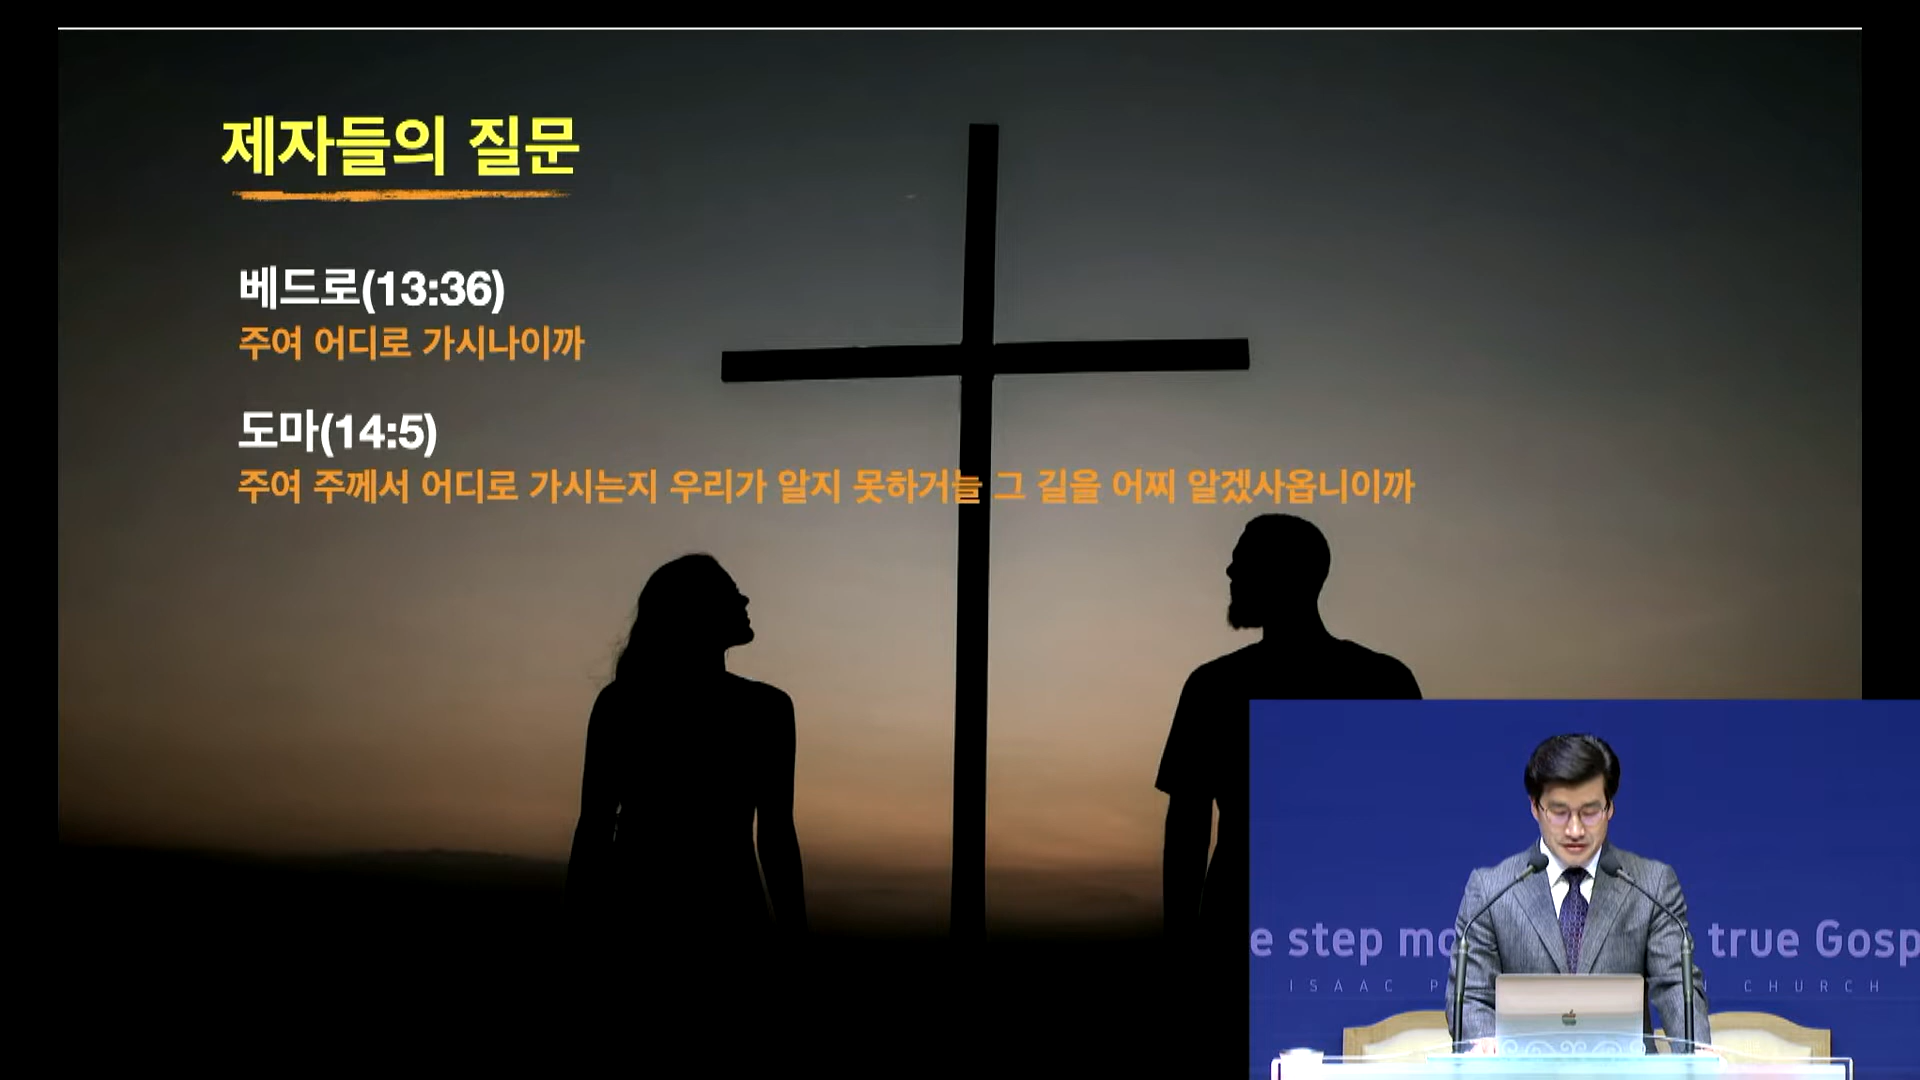 제자들의 질문
베드로(13:36)
주여 어디로 가시나이까
도마(14:5)
주여 주께서 어디로 가시는지 우리가 알지 못하거늘 그 길을 어찌 알겠사옵니이까
e step mo true Gosp
ISAAC P N CHURCH